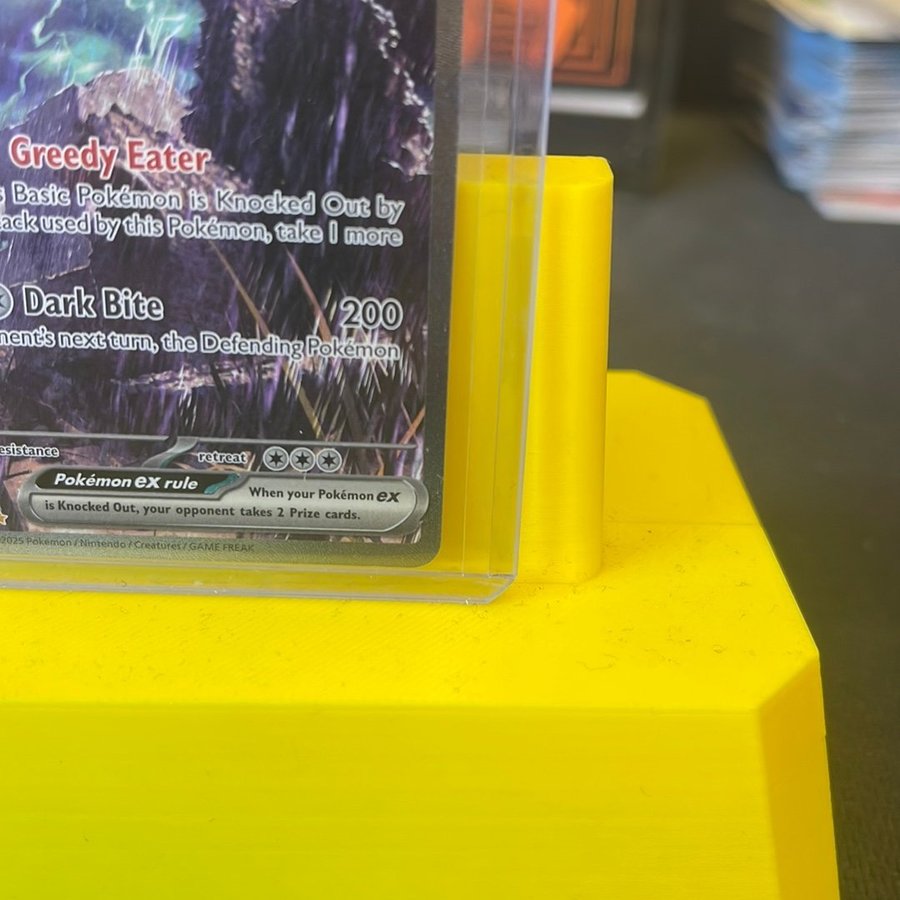 Greedy Eater
s Basic Pokémon is Knocked Out by
tack used by this Pokémon, take 1 more
Dark Bite 200
nent's next turn, the Defending Pokémon
esistance retreat
Pokémon ex rule When your Pokémon ex
is Knocked Out, your opponent takes 2 Prize cards.
2025 Pokémon / Nintendo / Creatures / GAME FREAK